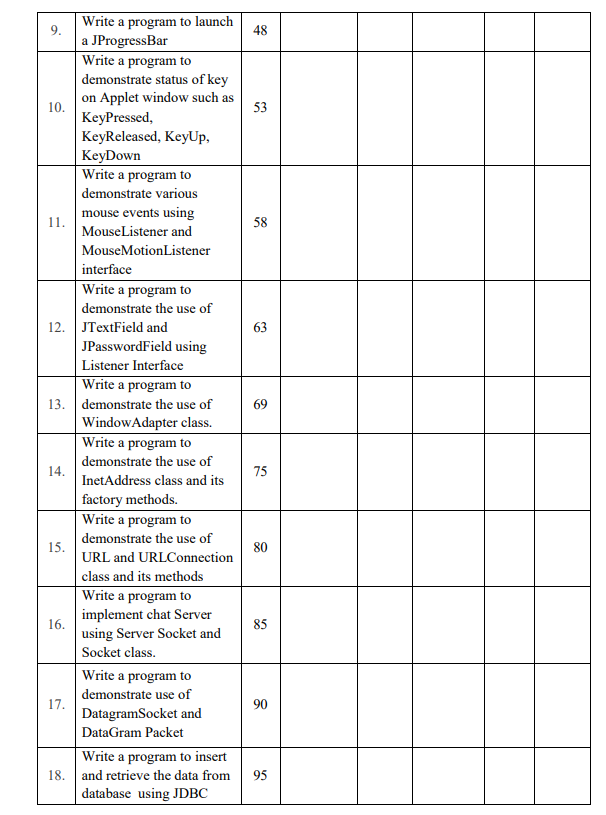 9.
Write a program to launch
a JProgressBar
48
10.
Write a program to
demonstrate status of key
on Applet window such as
KeyPressed,
KeyReleased, KeyUp,
KeyDown
53
11.
Write a program to
demonstrate various
mouse events using
MouseListener and
MouseMotionListener
interface
58
12.
Write a program to
demonstrate the use of
JTextField and
JPasswordField using
Listener Interface
63
13.
Write a program to
demonstrate the use of
WindowAdapter class.
69
14.
Write a program to
demonstrate the use of
InetAddress class and its
factory methods.
75
15.
Write a program to
demonstrate the use of
URL and URLConnection
class and its methods
80
16.
Write a program to
implement chat Server
using Server Socket and
Socket class.
85
17.
Write a program to
demonstrate use of
DatagramSocket and
DataGram Packet
90
18.
Write a program to insert
and retrieve the data from
database using JDBC
95